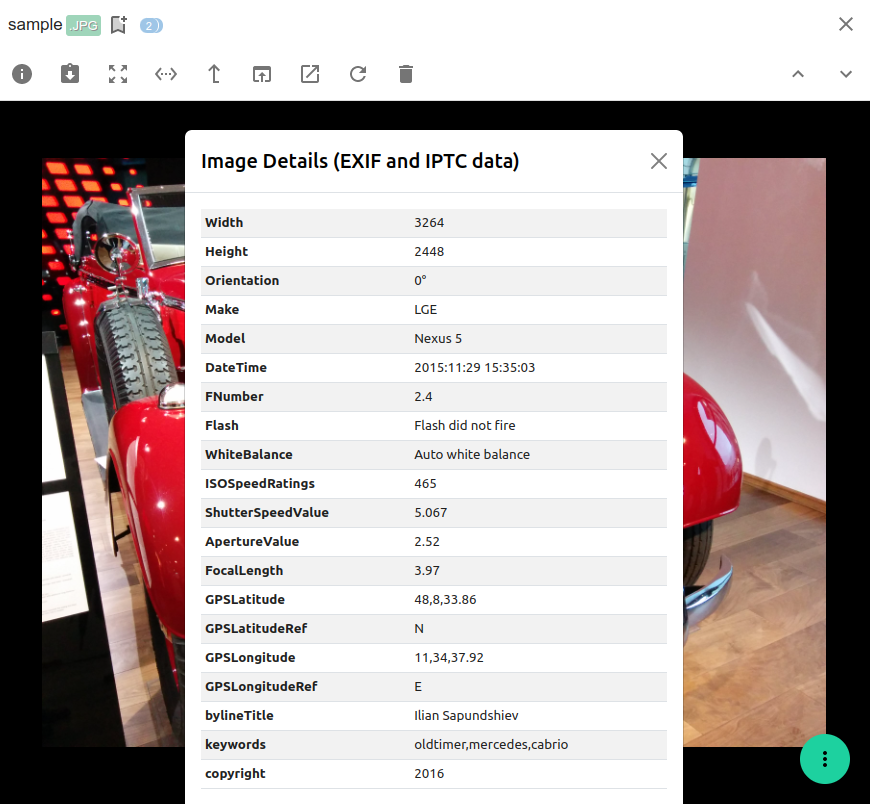 sample .JPG 2 )
Image Details (EXIF and IPTC data)
Width 3264
Height 2448
Orientation 0°
Make LGE
Model Nexus 5
DateTime 2015:11:29 15:35:03
FNumber 2.4
Flash Flash did not fire
WhiteBalance Auto white balance
ISOSpeedRatings 465
ShutterSpeedValue 5.067
ApertureValue 2.52
FocalLength 3.97
GPSLatitude 48,8,33.86
GPSLatitudeRef N
GPSLongitude 11,34,37.92
GPSLongitudeRef E
bylineTitle Ilian Sapundshiev
keywords oldtimer,mercedes,cabrio
copyright 2016